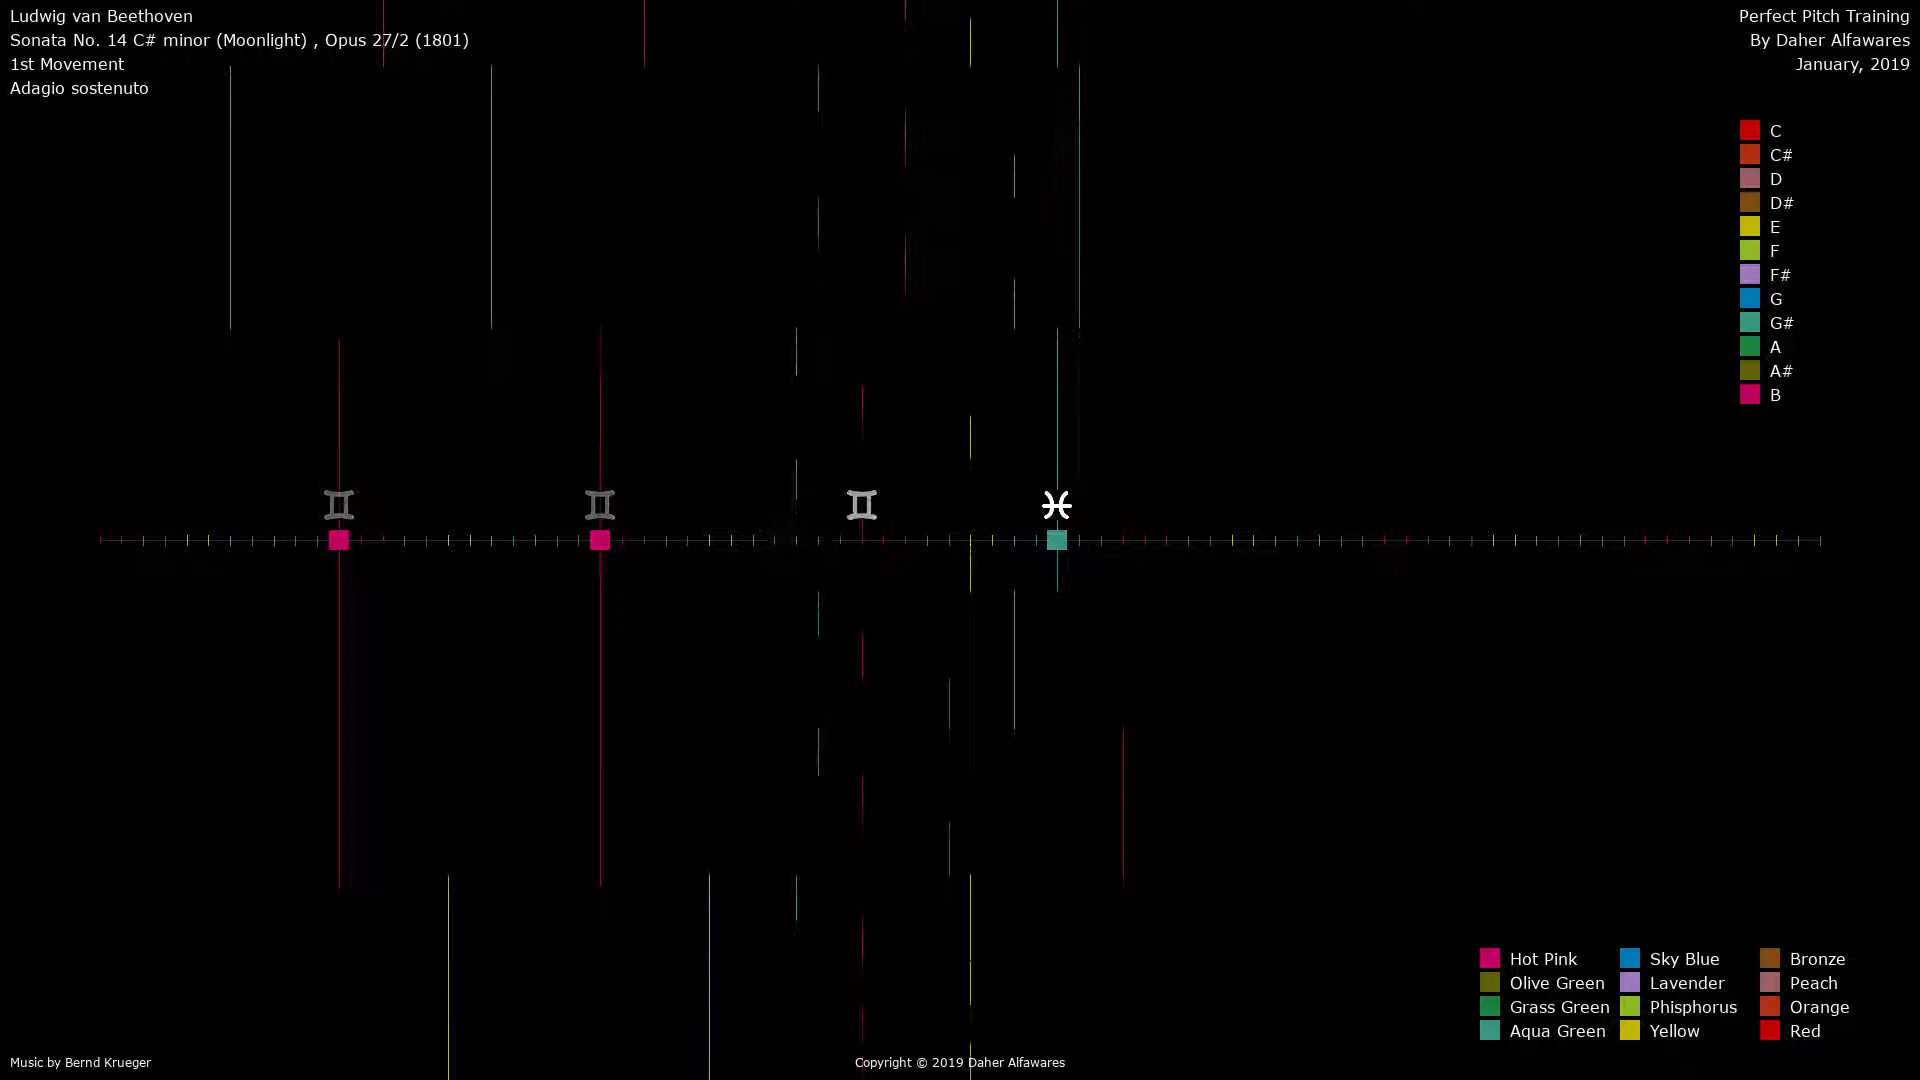 Ludwig van Beethoven
Sonata No. 14 C# minor (Moonlight) , Opus 27/2 (1801)
1st Movement
Adagio sostenuto
Perfect Pitch Training
By Daher Alfawares
January, 2019
C
C#
D
D#
E
F
F#
G
G#
A
A#
B
♊ ♊ ♊ ♓
Hot Pink Sky Blue Bronze
Olive Green Lavender Peach
Grass Green Phisphorus Orange
Aqua Green Yellow Red
Music by Bernd Krueger
Copyright © 2019 Daher Alfawares